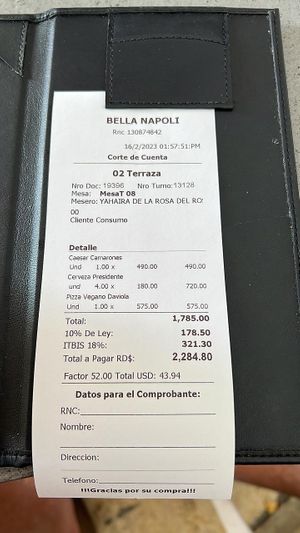 BELLA NAPOLI
Rnc 130874842
16/2/2023 01:57:51:PM
Corte de Cuenta
02 Terraza
Nro Doc: 19396 Nro Turno: 13128
Mesa: MesaT 08
Mesero: YAHAIRA DE LA ROSA DEL ROS
00
Cliente Consumo
Detalle
Caesar Camarones
Und 1.00 x 490.00 490.00
Cerveza Presidente
und 4.00 x 180.00 720.00
Pizza Vegano Daviola
Und 1.00 x 575.00 575.00
Total: 1,785.00
10% De Ley: 178.50
ITBIS 18%: 321.30
Total a Pagar RD$: 2,284.80
Factor 52.00 Total USD: 43.94
Datos para el Comprobante:
RNC:
Nombre:
Direccion:
Telefono:
!!!Gracias por su compra!!!